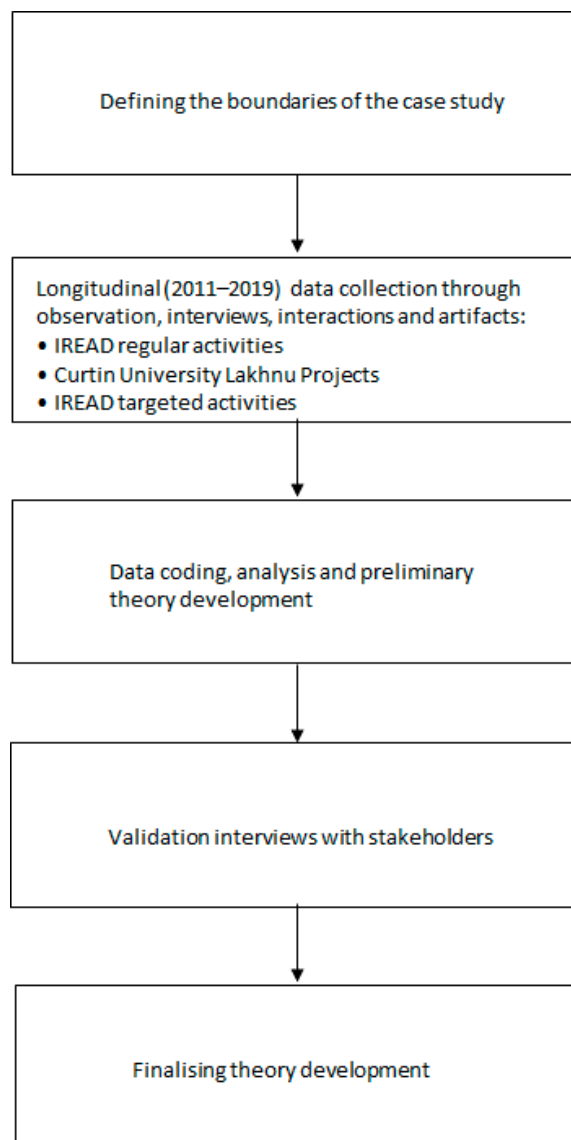 Defining the boundaries of the case study
Longitudinal (2011–2019) data collection through
observation, interviews, interactions and artifacts:
• IREAD regular activities
• Curtin University Lakhnu Projects
• IREAD targeted activities
Data coding, analysis and preliminary
theory development
Validation interviews with stakeholders
Finalising theory development